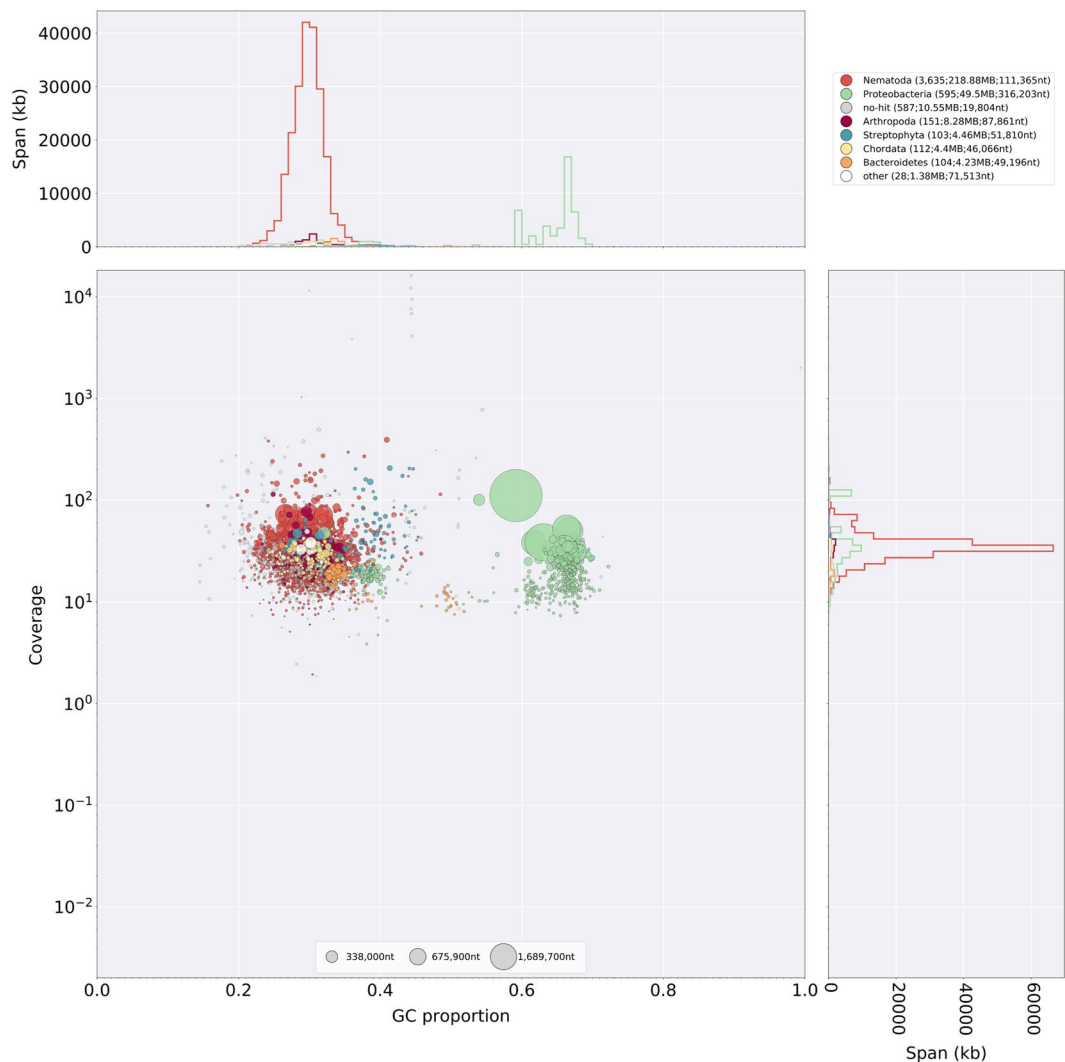 40000
30000
20000
10000
0
Span (kb)
Nematoda (3,635;218.88MB;111,365nt)
Proteobacteria (595;49.5MB;316,203nt)
no-hit (587;10.55MB;19,804nt)
Arthropoda (151;8.28MB;87,861nt)
Streptophyta (103;4.46MB;51,810nt)
Chordata (112;4.4MB;46,066nt)
Bacteroidetes (104;4.23MB;49,196nt)
other (28;1.38MB;71,513nt)
10^4
10^3
10^2
10^1
10^0
10^-1
10^-2
Coverage
338,000nt 675,900nt 1,689,700nt
0.0 0.2 0.4 0.6 0.8 1.0
GC proportion
0 20000 40000 60000
Span (kb)